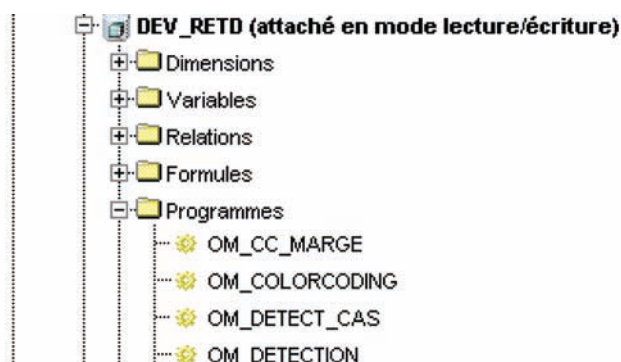 DEV_RETD (attaché en mode lecture/écriture)
Dimensions
Variables
Relations
Formules
Programmes
OM_CC_MARGE
OM_COLORCODING
OM_DETECT_CAS
OM_DETECTION